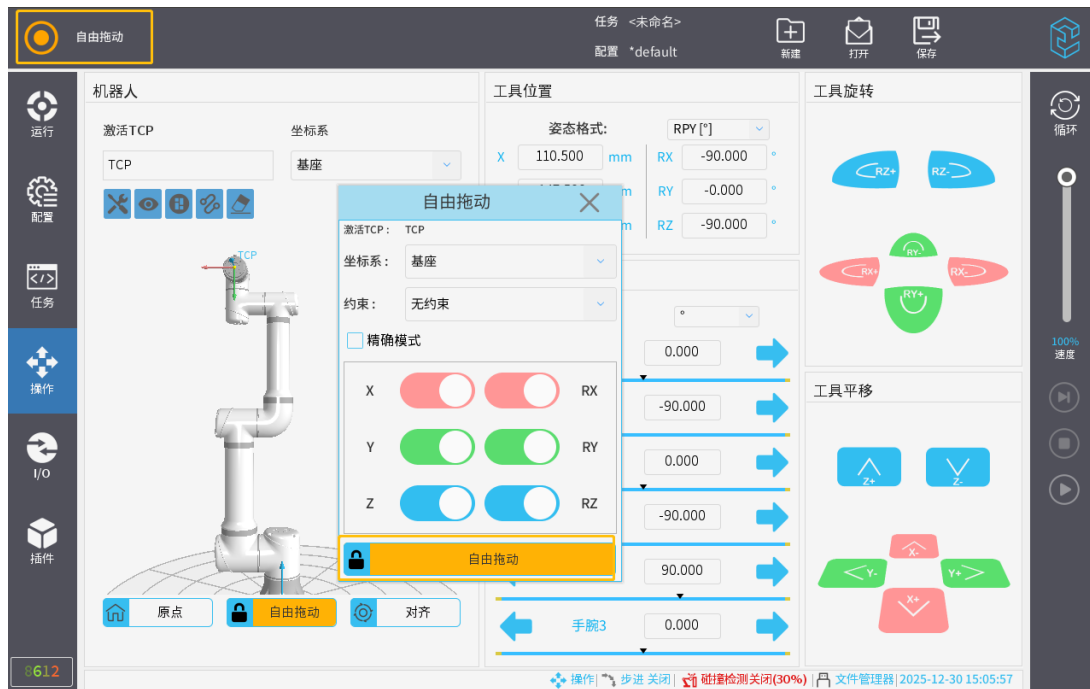 自由拖动
任务 <未命名>
配置 *default
新建
打开
保存
运行
配置
任务
操作
I/O
插件
8612
机器人
激活TCP
坐标系
TCP
基座
TCP
原点
自由拖动
对齐
自由拖动
激活TCP: TCP
坐标系: 基座
约束: 无约束
精确模式
X RX
Y RY
Z RZ
自由拖动
工具位置
姿态格式: RPY [°]
X 110.500 mm RX -90.000 °
m RY -0.000 °
m RZ -90.000 °
°
0.000
-90.000
0.000
-90.000
90.000
手腕3 0.000
工具旋转
RZ+ RZ-
RY-
RX+ RX-
RY+
工具平移
Z+ Z-
X-
Y- Y+
X+
循环
100%
速度
操作| 步进 关闭| 碰撞检测关闭(30%) | 文件管理器|2025-12-30 15:05:57